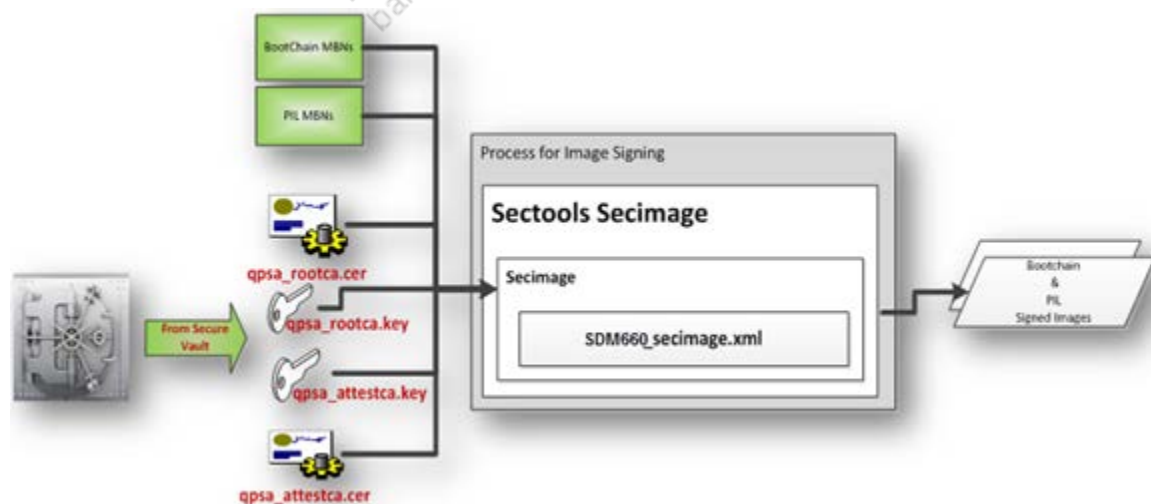 BootChain MBNs
PIL MBNs
qpsa_rootca.cer
From Secure
Vault
qpsa_rootca.key
qpsa_attestca.key
qpsa_attestca.cer
Process for Image Signing
Sectools Secimage
Secimage
SDM660_secimage.xml
Bootchain
&
PIL
Signed Images